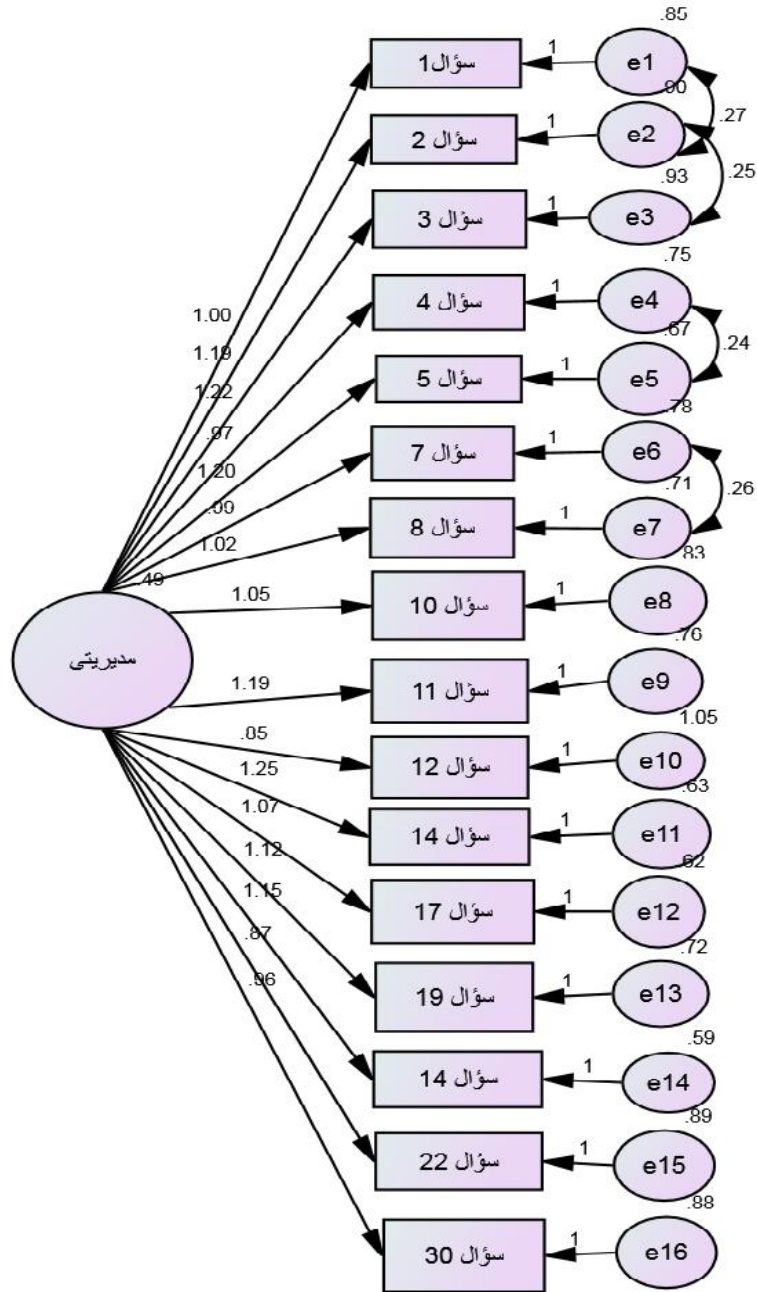 .85
سؤال1
1
e1
.90
.27
سؤال 2
1
e2
.93
.25
سؤال 3
1
e3
.75
سؤال 4
1
e4
.67
.24
سؤال 5
1
e5
.78
سؤال 7
1
e6
.71
.26
سؤال 8
1
e7
.83
سؤال 10
1
e8
.76
سؤال 11
1
e9
1.05
سؤال 12
1
e10
.63
سؤال 14
1
e11
.62
سؤال 17
1
e12
.72
سؤال 19
1
e13
.59
سؤال 14
1
e14
.89
سؤال 22
1
e15
.88
سؤال 30
1
e16
1.00
1.19
1.22
.97
1.20
.99
1.02
.49
1.05
مدیریتی
1.19
.85
1.25
1.07
1.12
1.15
.87
.96